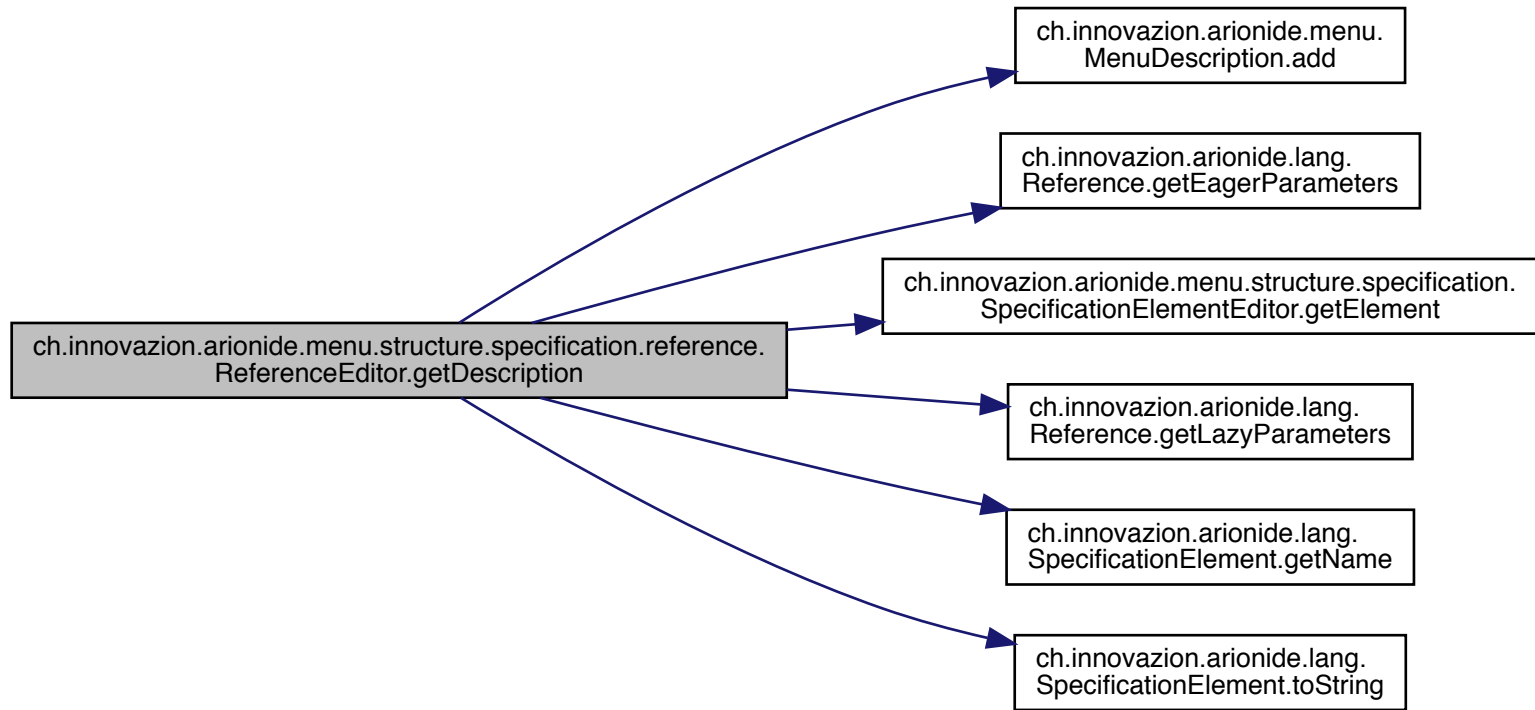 ch.innovazion.arionide.menu.
MenuDescription.add
ch.innovazion.arionide.lang.
Reference.getEagerParameters
ch.innovazion.arionide.menu.structure.specification.
SpecificationElementEditor.getElement
ch.innovazion.arionide.menu.structure.specification.reference.
ReferenceEditor.getDescription
ch.innovazion.arionide.lang.
Reference.getLazyParameters
ch.innovazion.arionide.lang.
SpecificationElement.getName
ch.innovazion.arionide.lang.
SpecificationElement.toString